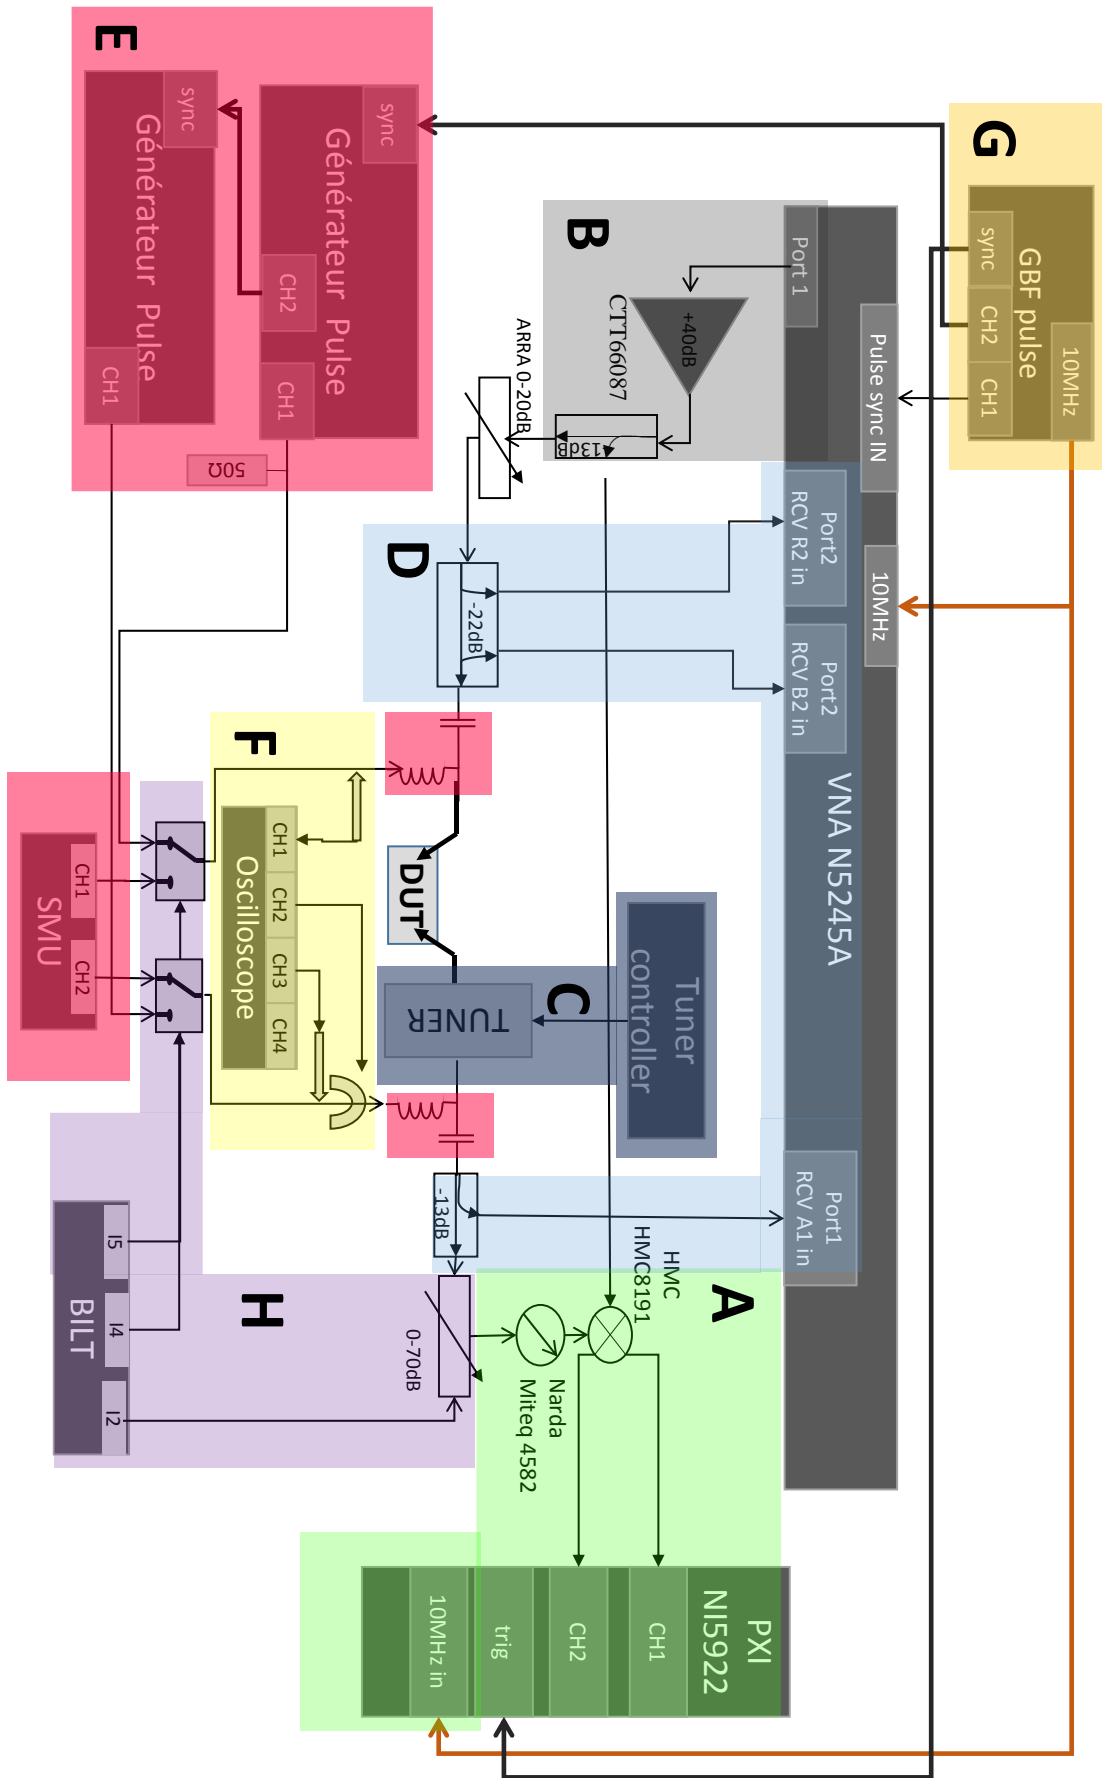 E
Générateur Pulse
sync
CH1
Générateur Pulse
sync
CH2
CH1
50Ω
G
GBF pulse
sync
CH2
CH1
10MHz
B
Port 1
+40dB
CTT66087
-13dB
ARRA 0-20dB
VNA N5245A
Pulse sync IN
10MHz
Port2
RCV R2 in
Port2
RCV B2 in
Port1
RCV A1 in
D
-22dB
F
Oscilloscope
CH1
CH2
CH3
CH4
SMU
CH1
CH2
DUT
C
TUNER
Tuner
controller
-13dB
H
BILT
I5
I4
I2
0-70dB
A
HMC
HMC8191
Narda
Miteq 4582
PXI
NI5922
CH1
CH2
trig
10MHz in